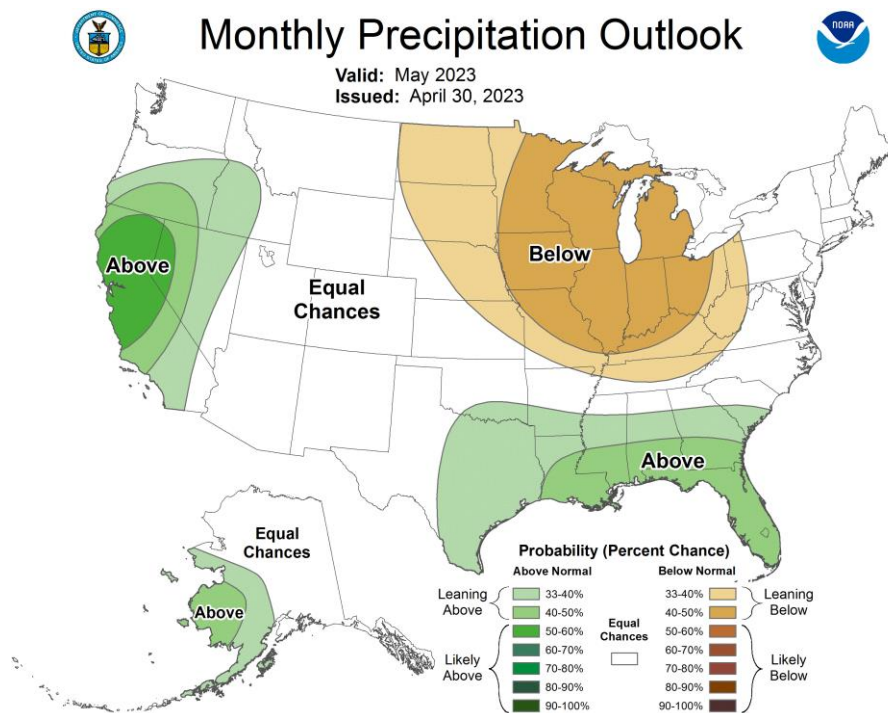 Monthly Precipitation Outlook
NOAA
Valid: May 2023
Issued: April 30, 2023
Above
Equal
Chances
Below
Above
Equal
Chances
Above
Probability (Percent Chance)
Above Normal
Below Normal
Leaning
Above
33-40%
40-50%
50-60%
60-70%
70-80%
80-90%
90-100%
Likely
Above
Equal
Chances
33-40%
40-50%
50-60%
60-70%
70-80%
80-90%
90-100%
Leaning
Below
Likely
Below